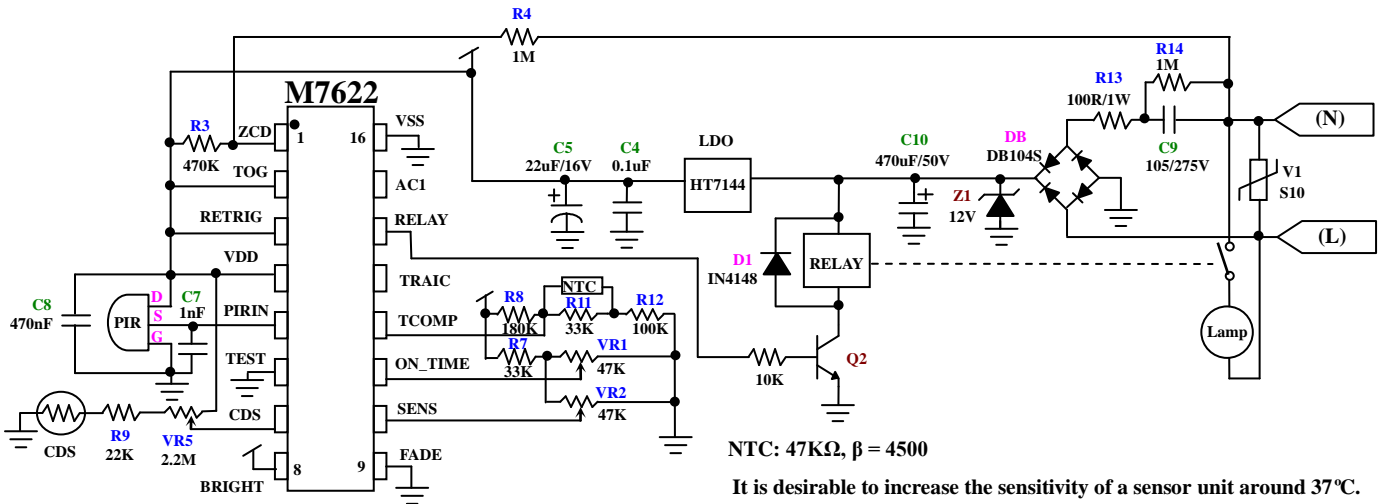 R4
1M
R14
1M
R13
100R/1W
C9
105/275V
(N)
V1
S10
(L)
M7622
R3
470K
ZCD
1
16
VSS
TOG
AC1
RETRIG
RELAY
VDD
TRAIC
PIRIN
TCOMP
TEST
ON_TIME
CDS
SENS
8
9
BRIGHT
FADE
C5
22uF/16V
+
C4
0.1uF
LDO
HT7144
C10
470uF/50V
+
DB
DB104S
Z1
12V
D1
IN4148
RELAY
C8
470nF
PIR
D
S
G
C7
1nF
NTC
R8
180K
R11
33K
R12
100K
R7
33K
VR1
47K
VR2
47K
10K
Q2
Lamp
CDS
R9
22K
VR5
2.2M
NTC: 47KΩ, β = 4500
It is desirable to increase the sensitivity of a sensor unit around 37℃.